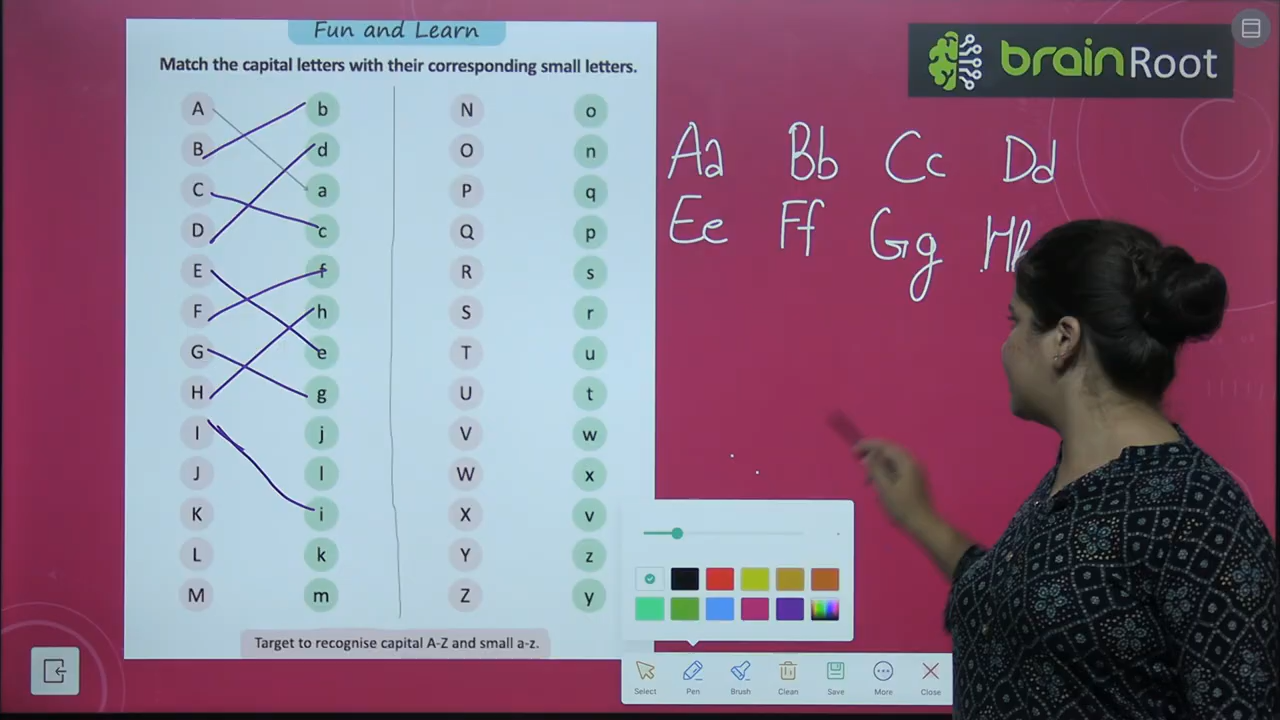 Fun and Learn
Match the capital letters with their corresponding small letters.
A b N o
B d O n
C a P q
D c Q p
E f R s
F h S r
G e T u
H g U t
I j V w
J l W x
K i X v
L k Y z
M m Z y
Target to recognise capital A-Z and small a-z.
brainRoot
Aa Bb Cc Dd
Ee Ff Gg Hh
Select Pen Brush Clean Save More Close